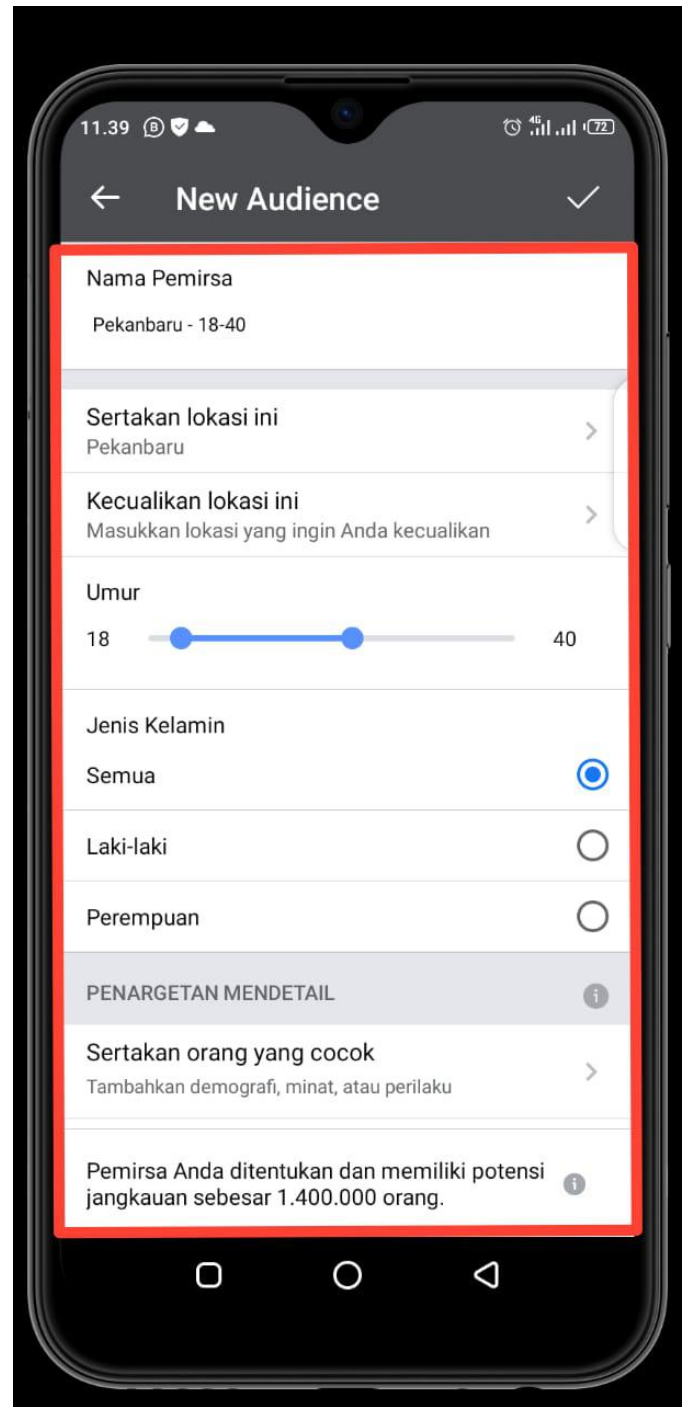 11.39
4G
72
New Audience
Nama Pemirsa
Pekanbaru - 18-40
Sertakan lokasi ini
Pekanbaru
Kecualikan lokasi ini
Masukkan lokasi yang ingin Anda kecualikan
Umur
18 40
Jenis Kelamin
Semua
Laki-laki
Perempuan
PENARGETAN MENDETAIL
Sertakan orang yang cocok
Tambahkan demografi, minat, atau perilaku
Pemirsa Anda ditentukan dan memiliki potensi
jangkauan sebesar 1.400.000 orang.